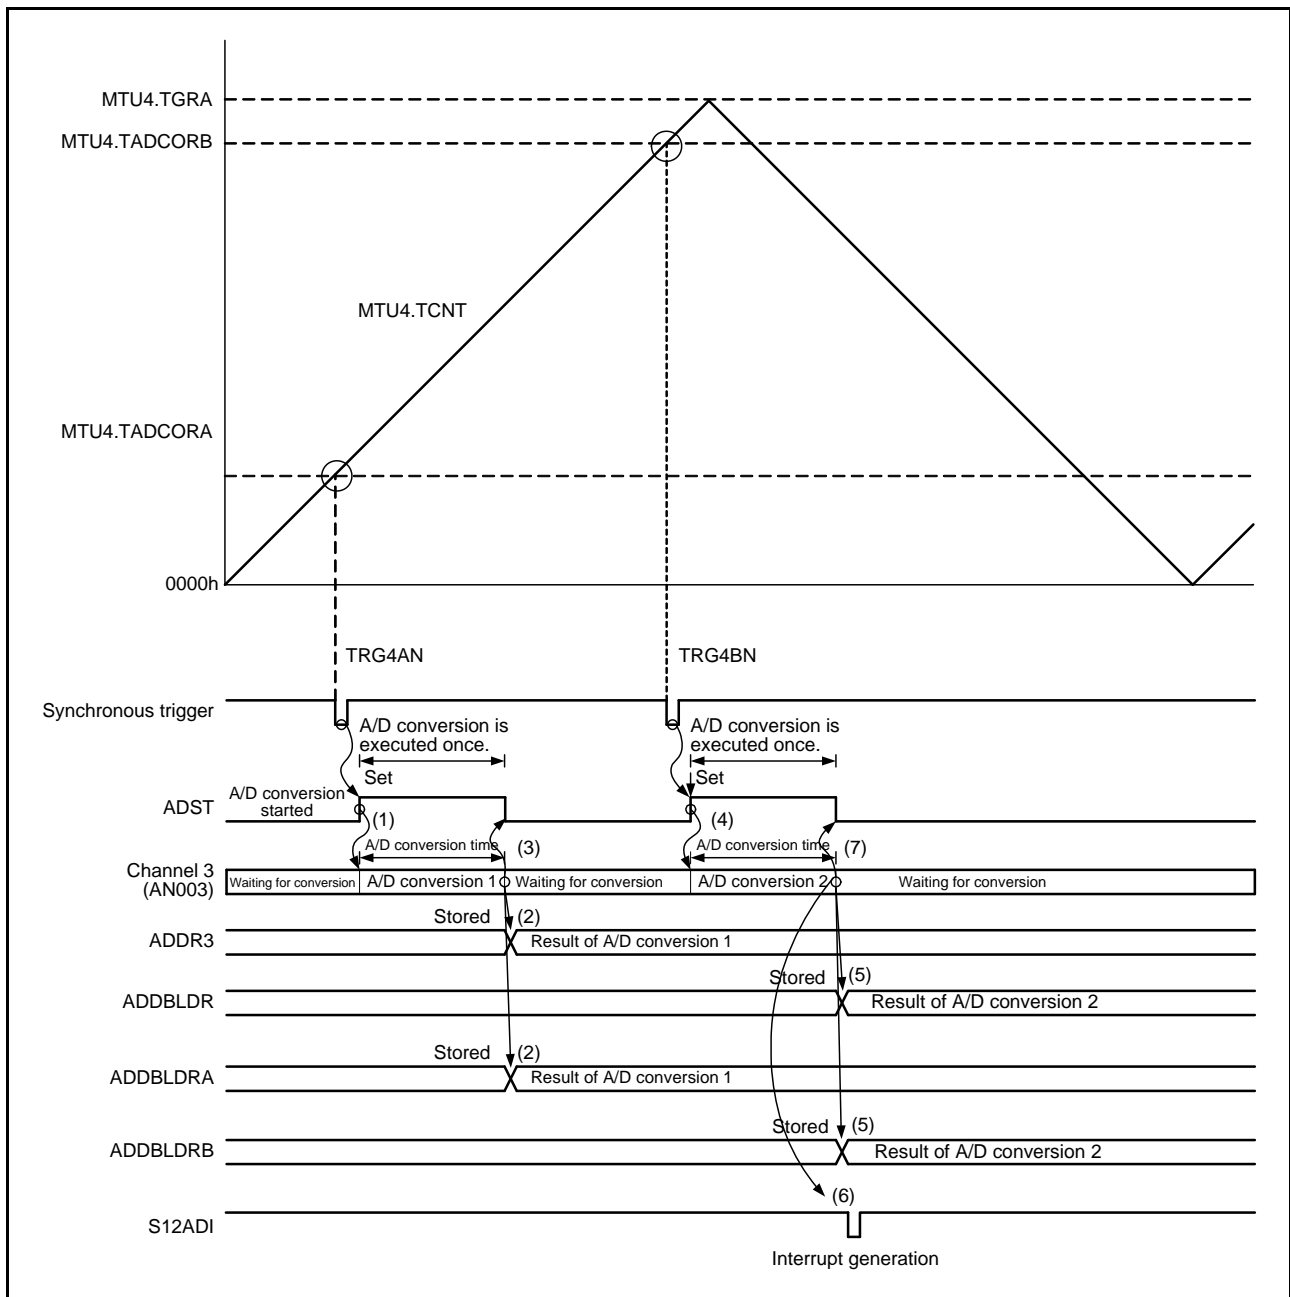 MTU4.TGRA
MTU4.TADCORB
MTU4.TCNT
MTU4.TADCORA
0000h
TRG4AN
TRG4BN
Synchronous trigger
A/D conversion is
executed once.
A/D conversion is
executed once.
Set
Set
ADST
A/D conversion
started
(1)
(4)
A/D conversion time
(3)
A/D conversion time
(7)
Channel 3
(AN003)
Waiting for conversion
A/D conversion 1
Waiting for conversion
A/D conversion 2
Waiting for conversion
Stored
(2)
ADDR3
Result of A/D conversion 1
Stored
(5)
ADDBLDR
Result of A/D conversion 2
Stored
(2)
ADDBLDRA
Result of A/D conversion 1
Stored
(5)
ADDBLDRB
Result of A/D conversion 2
(6)
S12ADI
Interrupt generation